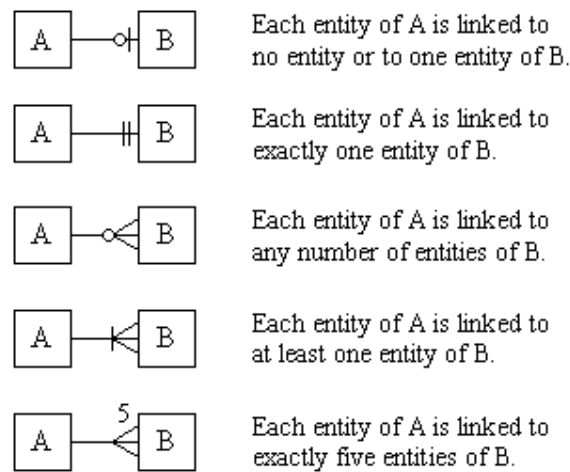 A B Each entity of A is linked to
no entity or to one entity of B.
A B Each entity of A is linked to
exactly one entity of B.
A B Each entity of A is linked to
any number of entities of B.
A B Each entity of A is linked to
at least one entity of B.
5
A B Each entity of A is linked to
exactly five entities of B.